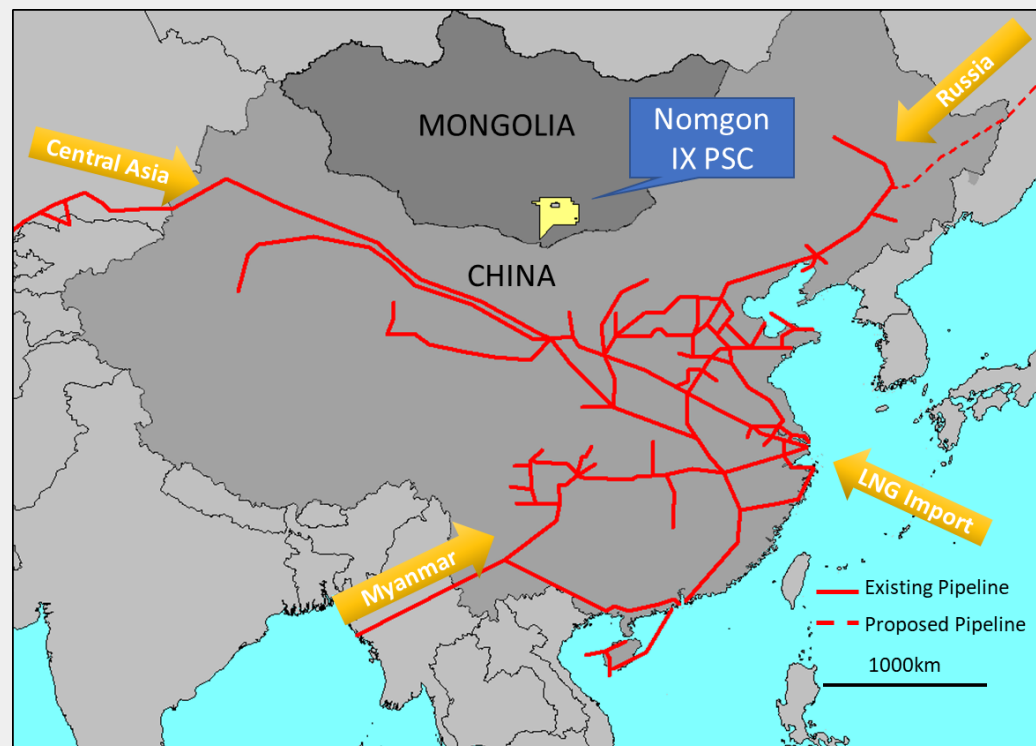 Russia
Nomgon
IX PSC
MONGOLIA
Central Asia
CHINA
LNG Import
Myanmar
Existing Pipeline
Proposed Pipeline
1000km